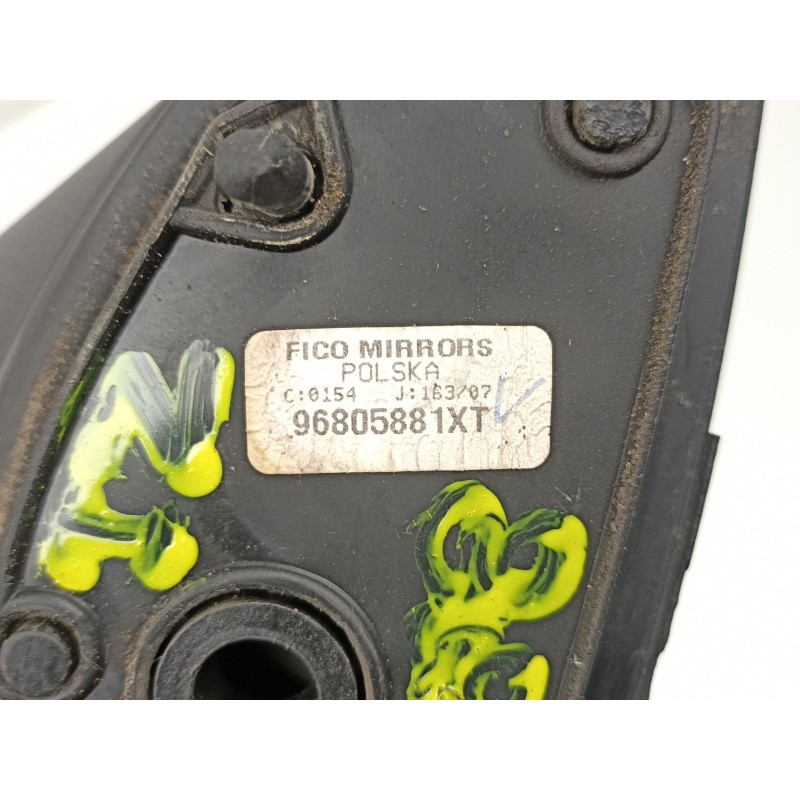 FICO MIRRORS
POLSKA
C:0154 J:163/07
96805881XT